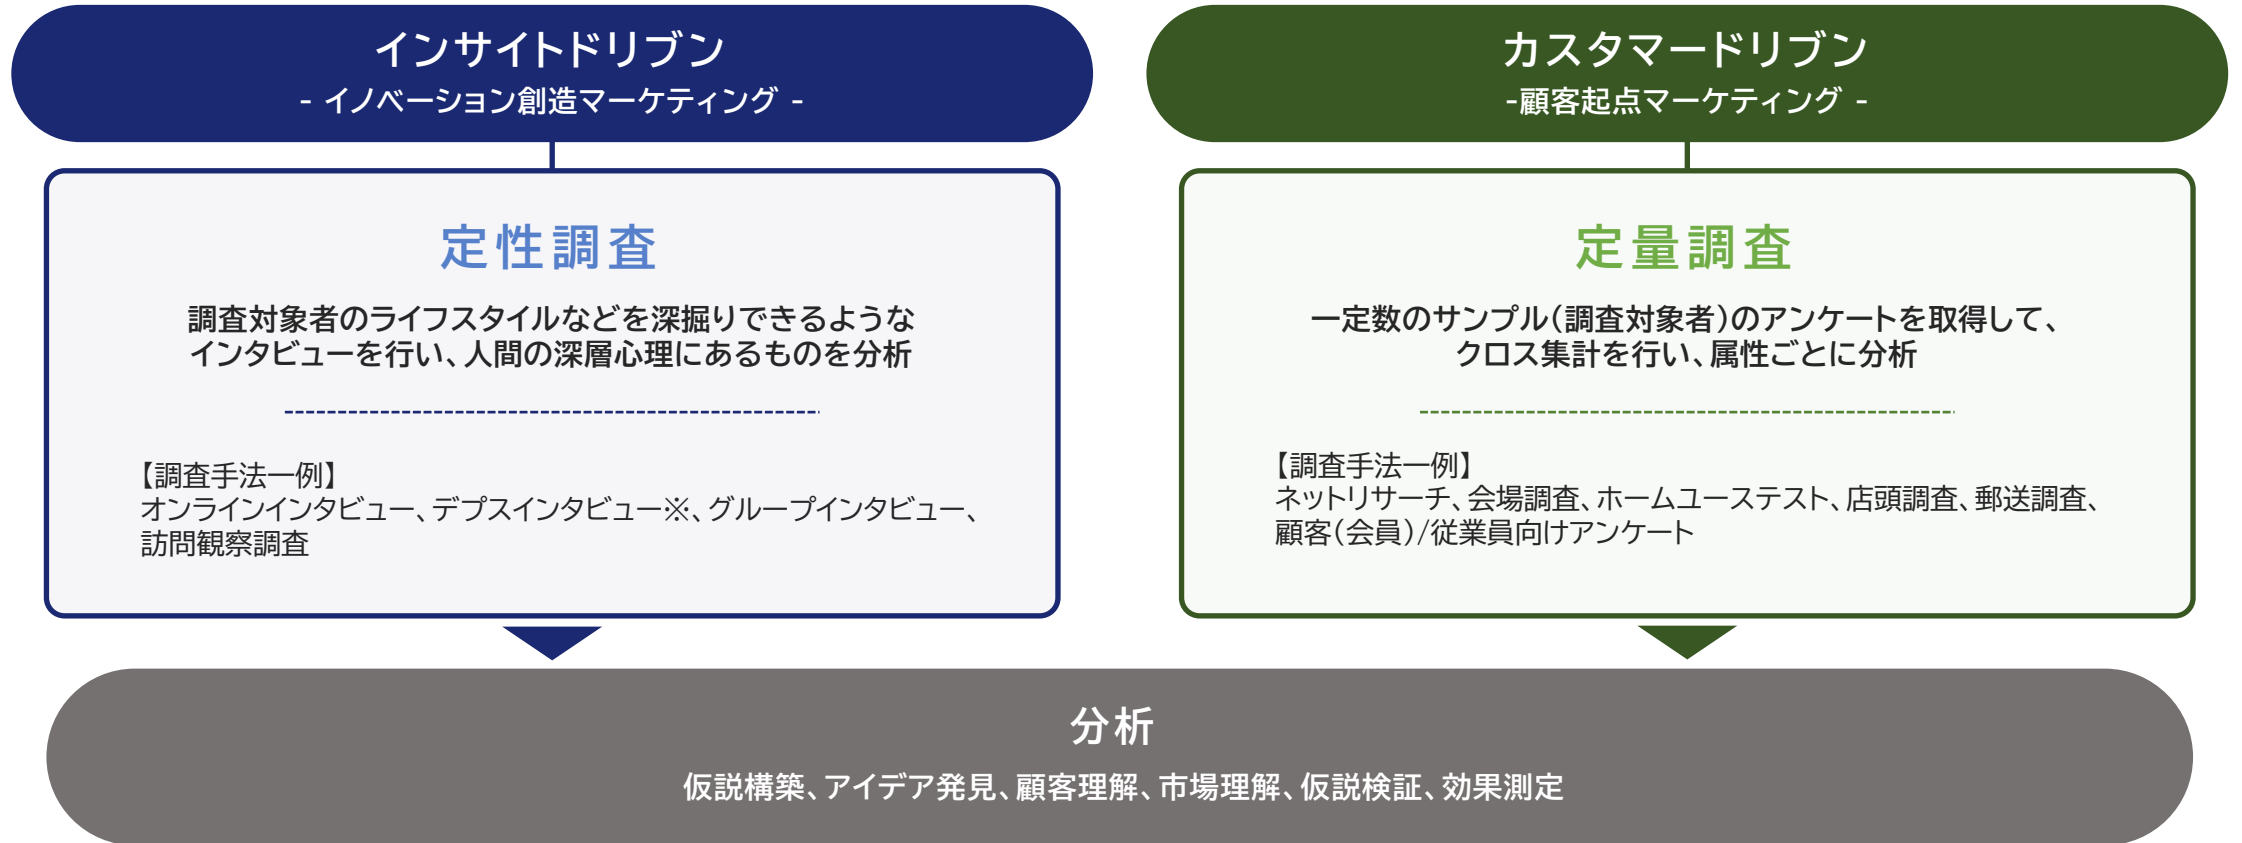 インサイトドリブン
- イノベーション創造マーケティング -
定性調査
調査対象者のライフスタイルなどを深掘りできるような
インタビューを行い、人間の深層心理にあるものを分析
【調査手法一例】
オンラインインタビュー、デプスインタビュー※、グループインタビュー、
訪問観察調査
カスタマードリブン
-顧客起点マーケティング -
定量調査
一定数のサンプル(調査対象者)のアンケートを取得して、
クロス集計を行い、属性ごとに分析
【調査手法一例】
ネットリサーチ、会場調査、ホームユーステスト、店頭調査、郵送調査、
顧客(会員)/従業員向けアンケート
分析
仮説構築、アイデア発見、顧客理解、市場理解、仮説検証、効果測定